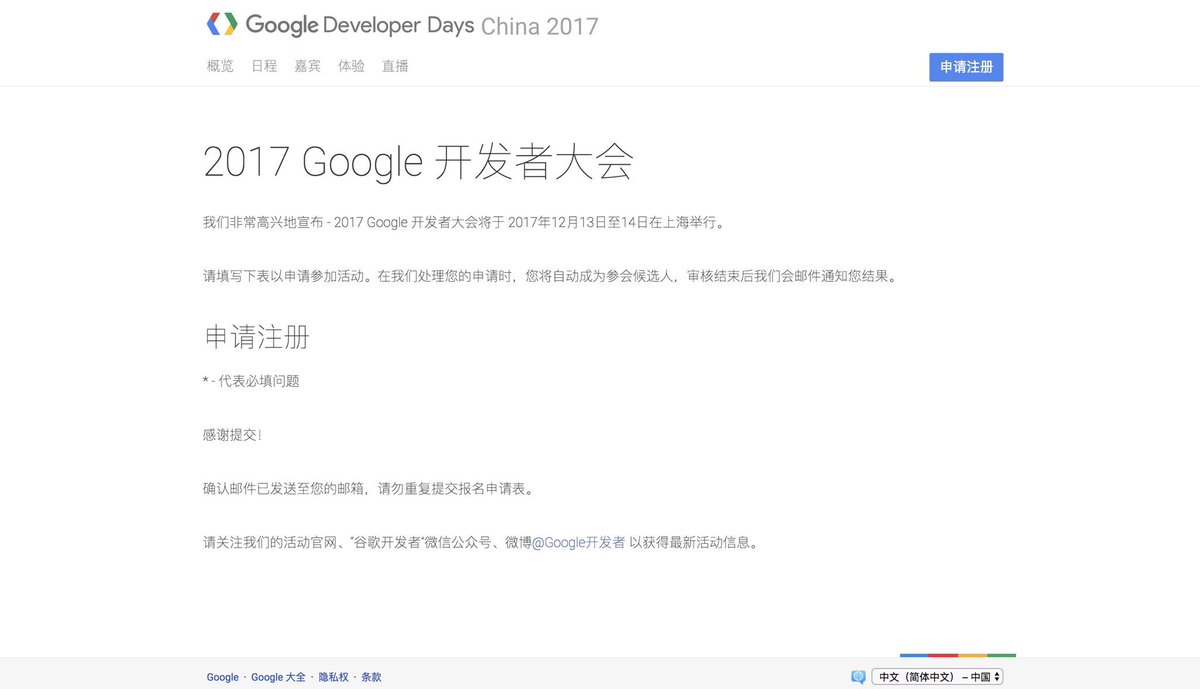 Google Developer Days China 2017
概览 日程 嘉宾 体验 直播
申请注册
2017 Google 开发者大会
我们非常高兴地宣布 - 2017 Google 开发者大会将于 2017年12月13日至14日在上海举行。
请填写下表以申请参加活动。在我们处理您的申请时，您将自动成为参会候选人，审核结束后我们会邮件通知您结果。
申请注册
* - 代表必填问题
感谢提交！
确认邮件已发送至您的邮箱，请勿重复提交报名申请表。
请关注我们的活动官网、“谷歌开发者”微信公众号、微博@Google开发者 以获得最新活动信息。
Google · Google 大全 · 隐私权 · 条款
中文（简体中文） – 中国